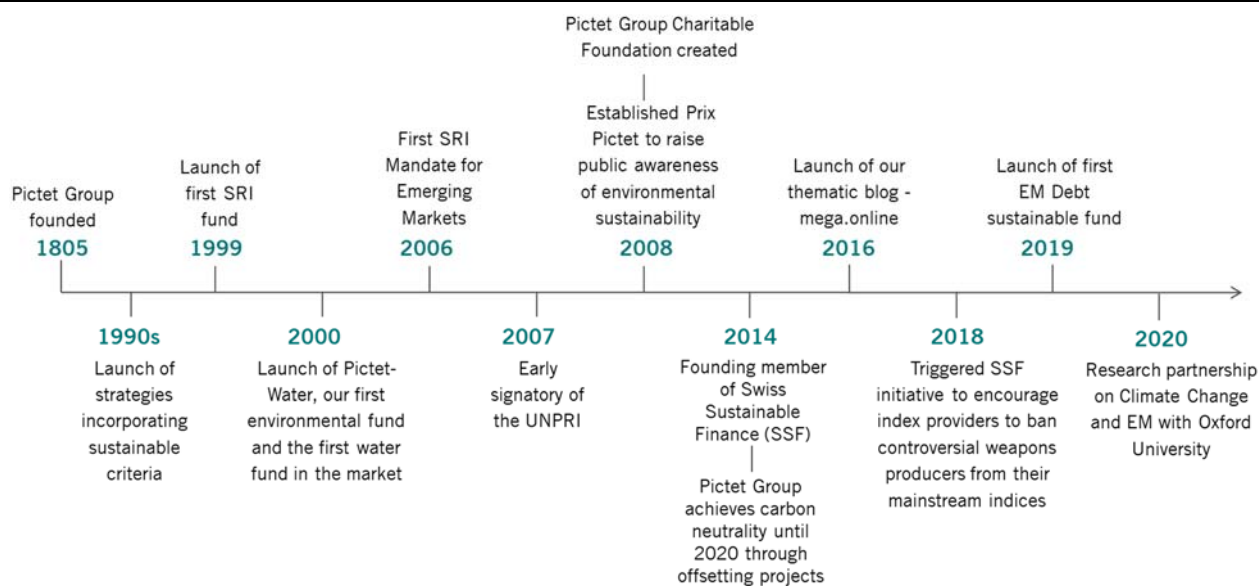 Pictet Group
founded
1805
1990s
Launch of
strategies
incorporating
sustainable
criteria
Launch of
first SRI
fund
1999
2000
Launch of Pictet-
Water, our first
environmental fund
and the first water
fund in the market
First SRI
Mandate for
Emerging
Markets
2006
2007
Early
signatory of
the UNPRI
Pictet Group Charitable
Foundation created
Established Prix
Pictet to raise
public awareness
of environmental
sustainability
2008
2014
Founding member
of Swiss
Sustainable
Finance (SSF)
Pictet Group
achieves carbon
neutrality until
2020 through
offsetting projects
Launch of our
thematic blog -
mega.online
2016
2018
Triggered SSF
initiative to encourage
index providers to ban
controversial weapons
producers from their
mainstream indices
Launch of first
EM Debt
sustainable fund
2019
2020
Research partnership
on Climate Change
and EM with Oxford
University